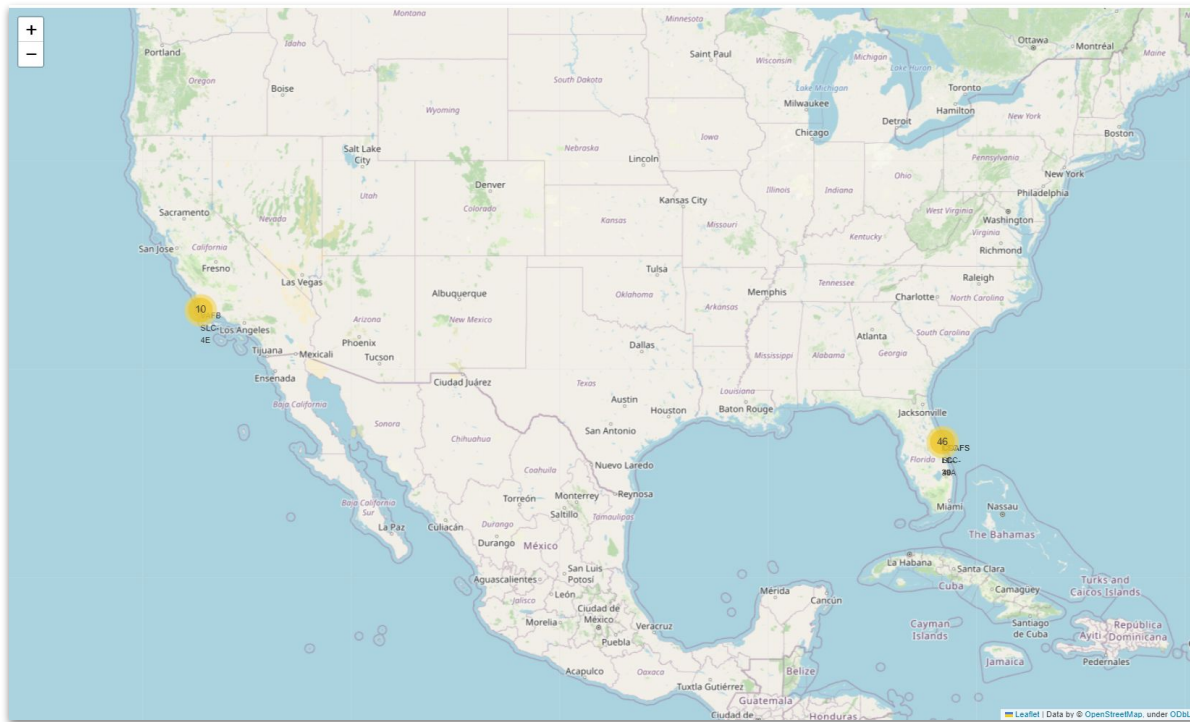 +
−
Montana
Minnesota
Ottawa
Montréal
Maine
Portland
Idaho
Saint Paul
Wisconsin
Michigan
Lake Huron
Oregon
Boise
South Dakota
Lake Michigan
Toronto
Wyoming
Milwaukee
Hamilton
New York
Detroit
Chicago
Boston
Iowa
Salt Lake
City
Nebraska
Lincoln
Pennsylvania
New York
Ohio
Denver
Utah
Colorado
Illinois
Indiana
Philadelphia
Kansas City
Sacramento
Nevada
Kansas
Missouri
West Virginia
Washington
Virginia
Kentucky
San Jose
California
Richmond
Fresno
Tulsa
Las Vegas
Raleigh
Tennessee
Albuquerque
Oklahoma
Memphis
Charlotte
North Carolina
Arkansas
10
FB
SLC-
4E
Los Angeles
Arizona
New Mexico
South Carolina
Atlanta
Phoenix
Dallas
Tijuana
Mexicali
Tucson
Mississippi
Alabama
Georgia
Ensenada
Ciudad Juárez
Texas
Louisiana
Baja California
Austin
Houston
Baton Rouge
Jacksonville
Sonora
San Antonio
Chihuahua
46
AFS
Florida
Nuevo Laredo
Coahuila
Torreón
Monterrey
Reynosa
Baja California
Sur
Saltillo
Miami
Nassau
Tamaulipas
La Paz
Culiacán
Durango
The Bahamas
Durango
México
La Habana
Santa Clara
San Luis
Potosí
Aguascalientes
Cuba
Camaguey
Turks and
Caicos Islands
León
Mérida
Cancún
Jalisco
Ciudad de
México
Morelia
Veracruz
Cayman
Islands
Santiago
de Cuba
República
Dominicana
Ayiti
Puebla
Pedernales
Jamaica
Acapulco
Oaxaca
Belize
Tuxtla Gutiérrez
Guatemala
Ciudad de
Honduras
Leaflet | Data by © OpenStreetMap, under ODbL